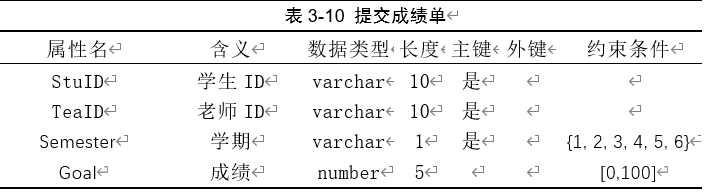 表 3-10 提交成绩单
属性名 含义 数据类型 长度 主键 外键 约束条件
StuID 学生 ID varchar 10 是
TeaID 老师 ID varchar 10 是
Semester 学期 varchar 1 是 {1, 2, 3, 4, 5, 6}
Goal 成绩 number 5 [0,100]